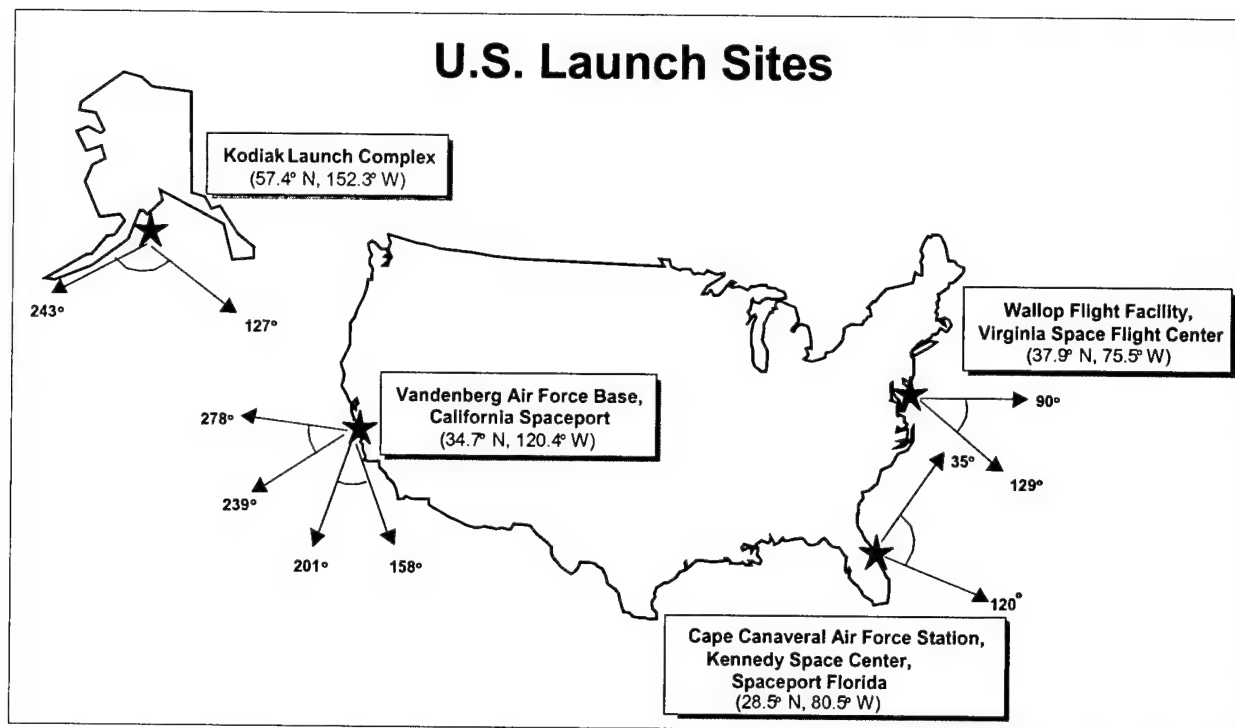 U.S. Launch Sites
Kodiak Launch Complex
(57.4° N, 152.3° W)
243°
127°
Wallop Flight Facility,
Virginia Space Flight Center
(37.9° N, 75.5° W)
Vandenberg Air Force Base,
California Spaceport
(34.7° N, 120.4° W)
278°
239°
201°
158°
90°
129°
35°
120°
Cape Canaveral Air Force Station,
Kennedy Space Center,
Spaceport Florida
(28.5° N, 80.5° W)